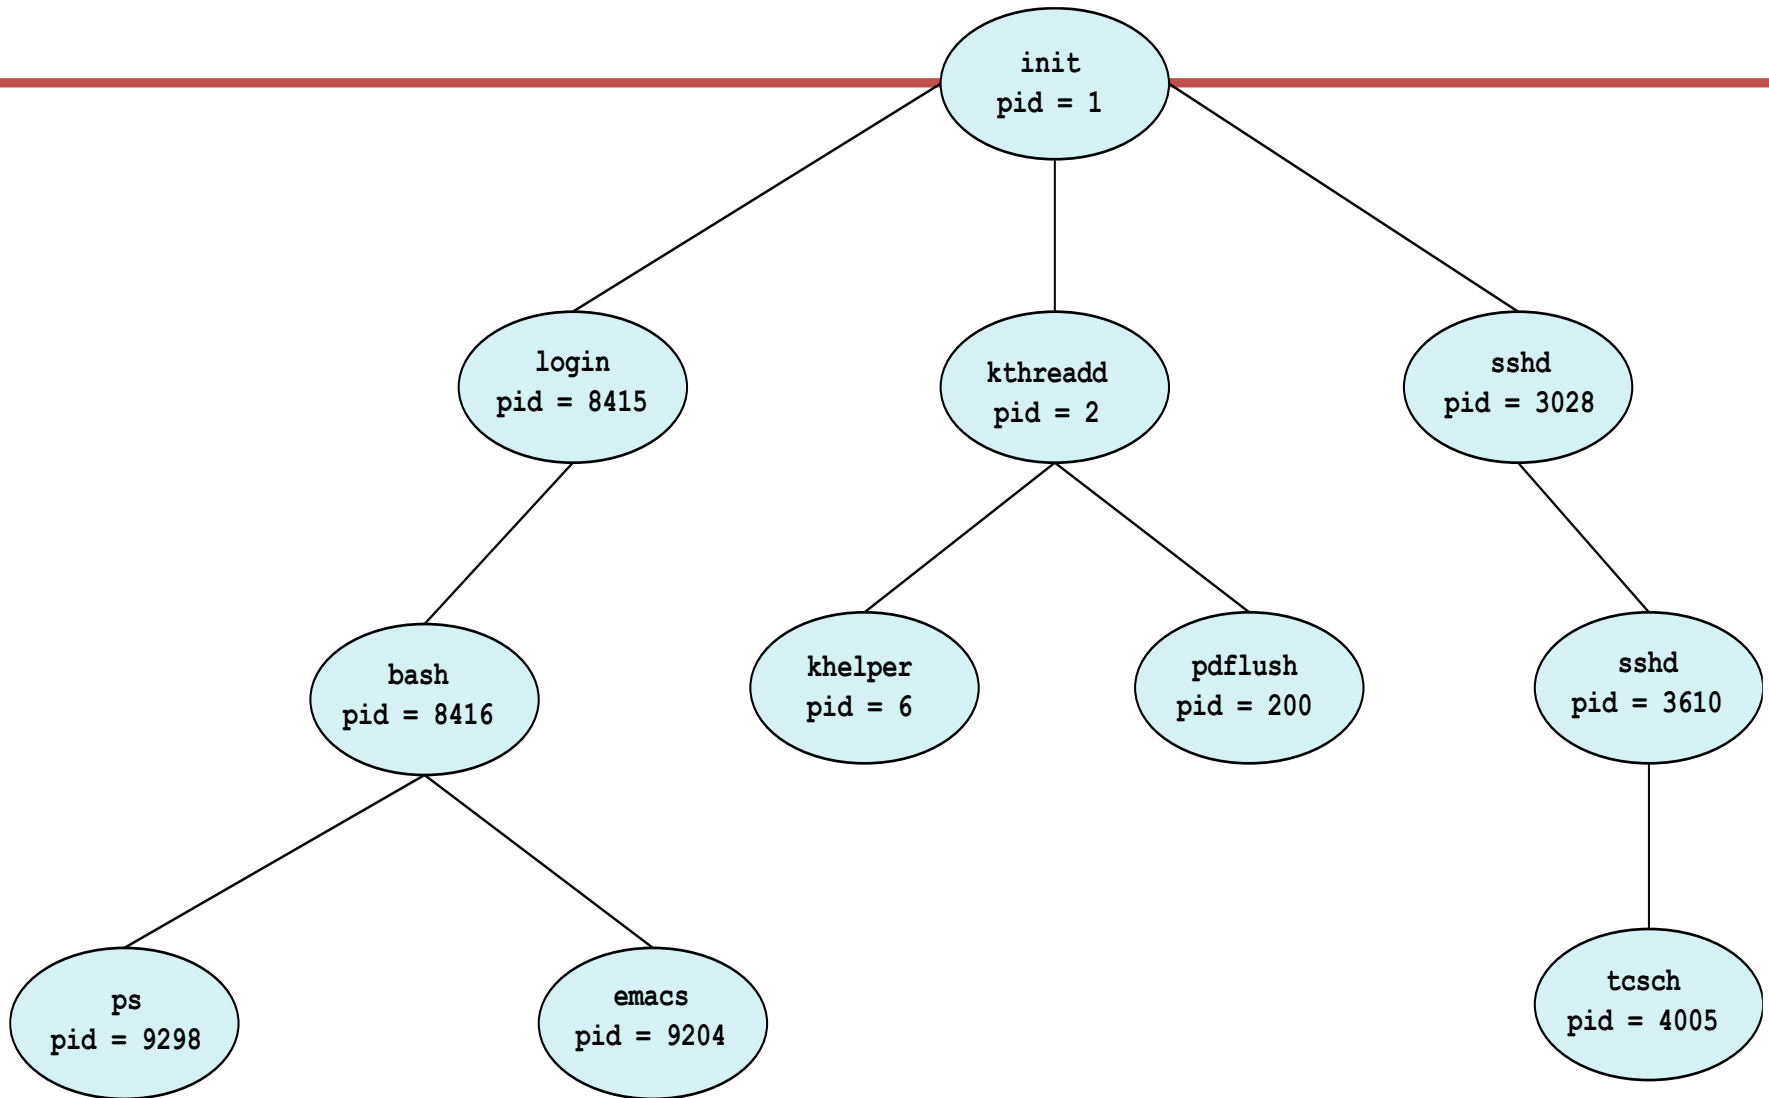 init
pid = 1
login
pid = 8415
kthreadd
pid = 2
sshd
pid = 3028
bash
pid = 8416
khelper
pid = 6
pdflush
pid = 200
sshd
pid = 3610
ps
pid = 9298
emacs
pid = 9204
tcsch
pid = 4005